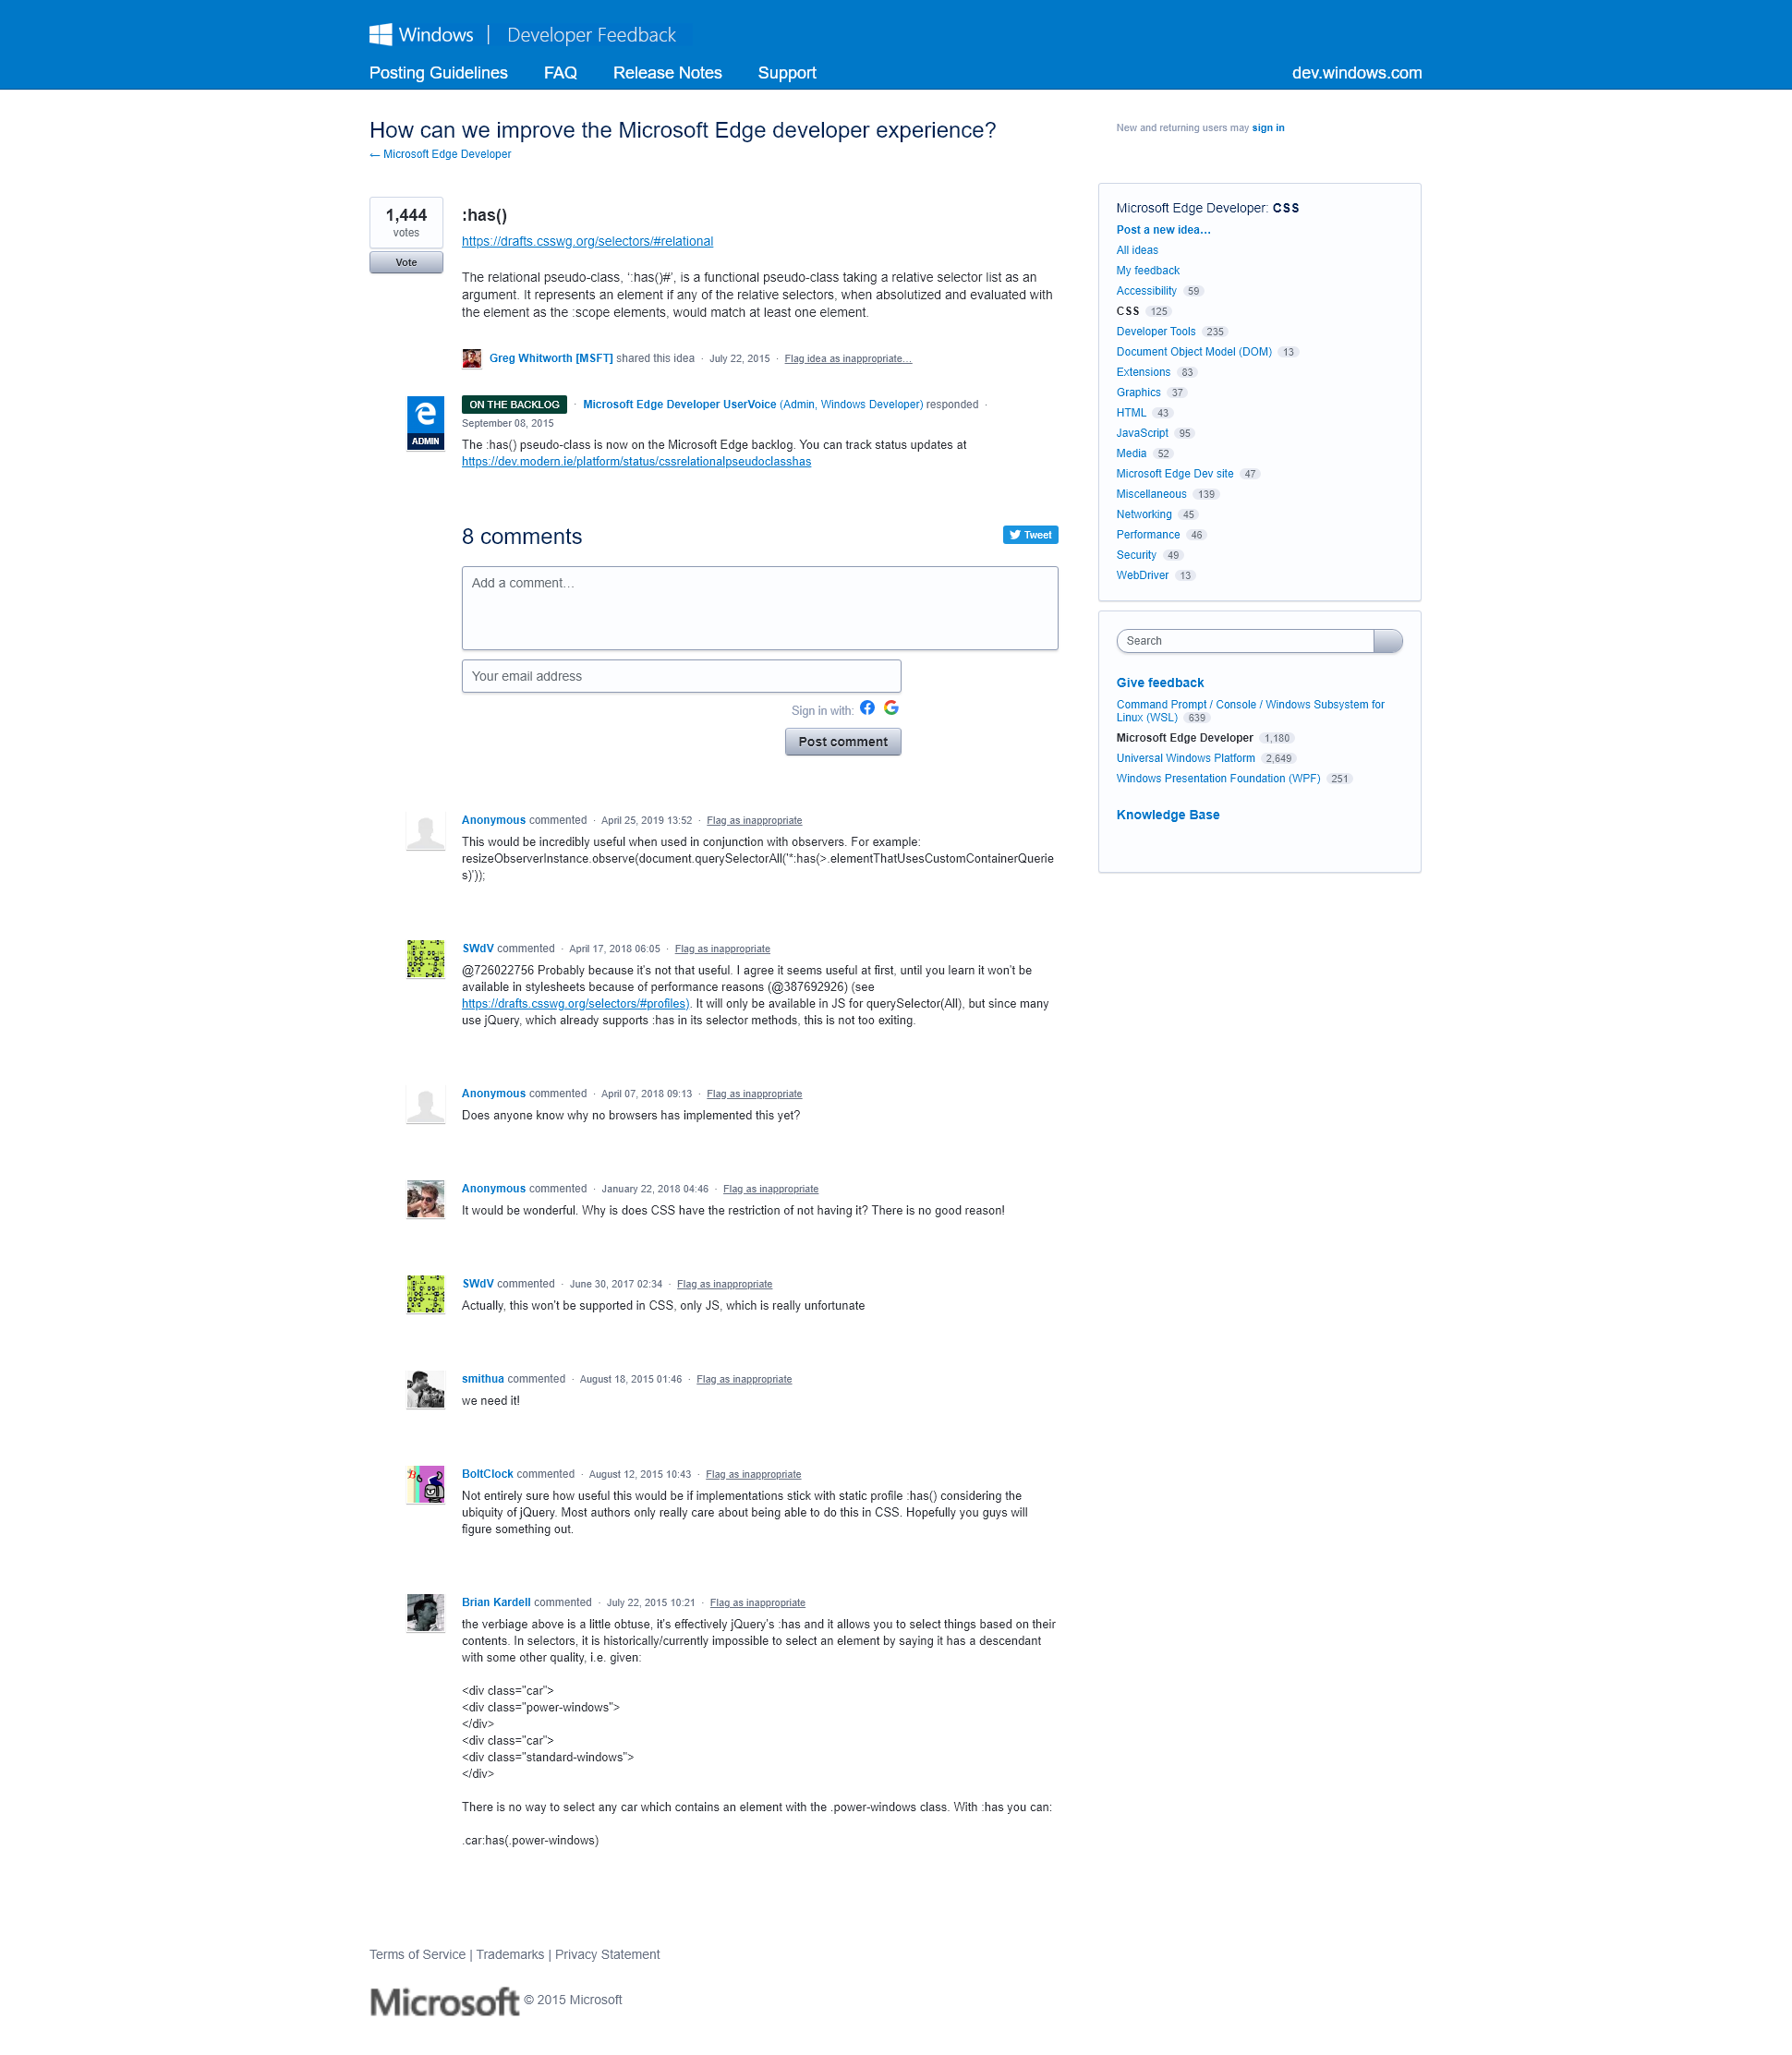 Windows | Developer Feedback
Posting Guidelines FAQ Release Notes Support dev.windows.com
How can we improve the Microsoft Edge developer experience?
← Microsoft Edge Developer
New and returning users may sign in
1,444
votes
Vote
:has()
https://drafts.csswg.org/selectors/#relational
The relational pseudo-class, ‘:has()#’, is a functional pseudo-class taking a relative selector list as an
argument. It represents an element if any of the relative selectors, when absolutized and evaluated with
the element as the :scope elements, would match at least one element.
Greg Whitworth [MSFT] shared this idea · July 22, 2015 · Flag idea as inappropriate…
ADMIN
ON THE BACKLOG · Microsoft Edge Developer UserVoice (Admin, Windows Developer) responded ·
September 08, 2015
The :has() pseudo-class is now on the Microsoft Edge backlog. You can track status updates at
https://dev.modern.ie/platform/status/cssrelationalpseudoclasshas
8 comments
Tweet
Add a comment…
Your email address
Sign in with:
Post comment
Anonymous commented · April 25, 2019 13:52 · Flag as inappropriate
This would be incredibly useful when used in conjunction with observers. For example:
resizeObserverInstance.observe(document.querySelectorAll('*:has(>.elementThatUsesCustomContainerQuerie
s)'));
SWdV commented · April 17, 2018 06:05 · Flag as inappropriate
@726022756 Probably because it's not that useful. I agree it seems useful at first, until you learn it won't be
available in stylesheets because of performance reasons (@387692926) (see
https://drafts.csswg.org/selectors/#profiles). It will only be available in JS for querySelector(All), but since many
use jQuery, which already supports :has in its selector methods, this is not too exiting.
Anonymous commented · April 07, 2018 09:13 · Flag as inappropriate
Does anyone know why no browsers has implemented this yet?
Anonymous commented · January 22, 2018 04:46 · Flag as inappropriate
It would be wonderful. Why is does CSS have the restriction of not having it? There is no good reason!
SWdV commented · June 30, 2017 02:34 · Flag as inappropriate
Actually, this won't be supported in CSS, only JS, which is really unfortunate
smithua commented · August 18, 2015 01:46 · Flag as inappropriate
we need it!
BoltClock commented · August 12, 2015 10:43 · Flag as inappropriate
Not entirely sure how useful this would be if implementations stick with static profile :has() considering the
ubiquity of jQuery. Most authors only really care about being able to do this in CSS. Hopefully you guys will
figure something out.
Brian Kardell commented · July 22, 2015 10:21 · Flag as inappropriate
the verbiage above is a little obtuse, it's effectively jQuery's :has and it allows you to select things based on their
contents. In selectors, it is historically/currently impossible to select an element by saying it has a descendant
with some other quality, i.e. given:
<div class="car">
<div class="power-windows">
</div>
<div class="car">
<div class="standard-windows">
</div>
There is no way to select any car which contains an element with the .power-windows class. With :has you can:
.car:has(.power-windows)
Microsoft Edge Developer: CSS
Post a new idea…
All ideas
My feedback
Accessibility 59
CSS 125
Developer Tools 235
Document Object Model (DOM) 13
Extensions 83
Graphics 37
HTML 43
JavaScript 95
Media 52
Microsoft Edge Dev site 47
Miscellaneous 139
Networking 45
Performance 46
Security 49
WebDriver 13
Search
Give feedback
Command Prompt / Console / Windows Subsystem for
Linux (WSL) 639
Microsoft Edge Developer 1,180
Universal Windows Platform 2,649
Windows Presentation Foundation (WPF) 251
Knowledge Base
Terms of Service | Trademarks | Privacy Statement
Microsoft © 2015 Microsoft